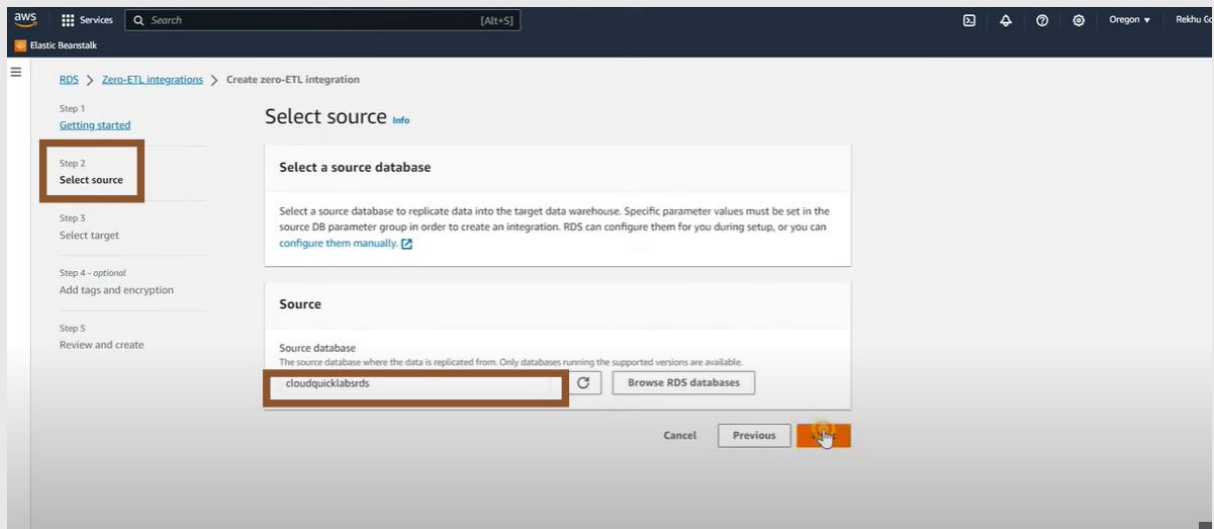 aws Services Search [Alt+S] Oregon Rekhu Go
Elastic Beanstalk
RDS > Zero-ETL integrations > Create zero-ETL integration
Step 1
Getting started
Step 2
Select source
Step 3
Select target
Step 4 - optional
Add tags and encryption
Step 5
Review and create
Select source Info
Select a source database
Select a source database to replicate data into the target data warehouse. Specific parameter values must be set in the
source DB parameter group in order to create an integration. RDS can configure them for you during setup, or you can
configure them manually.
Source
Source database
The source database where the data is replicated from. Only databases running the supported versions are available.
cloudquicklabsrds
Browse RDS databases
Cancel Previous